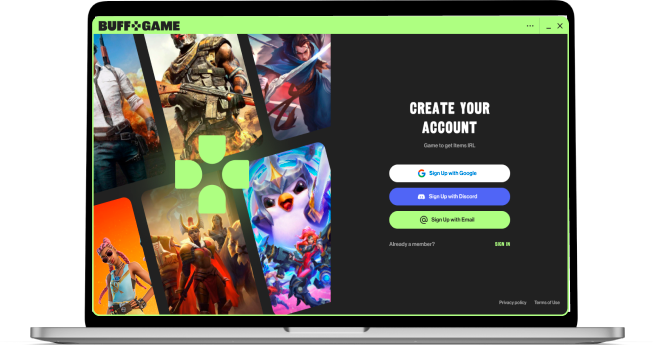 BUFF GAME
CREATE YOUR
ACCOUNT
Game to get Items IRL
Sign Up with Google
Sign Up with Discord
Sign Up with Email
Already a member? SIGN IN
Privacy policy Terms of Use